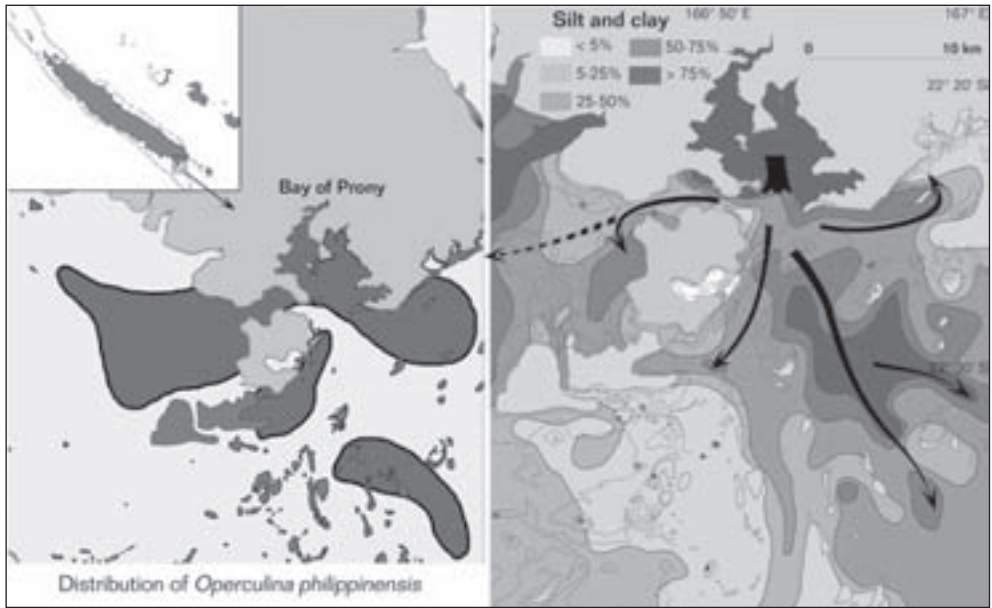 Bay of Prony
Distribution of Operculina philippinensis
Silt and clay
166° 50' E
167° E
< 5%
50-75%
5-25%
> 75%
25-50%
0
10 km
22° 20' S